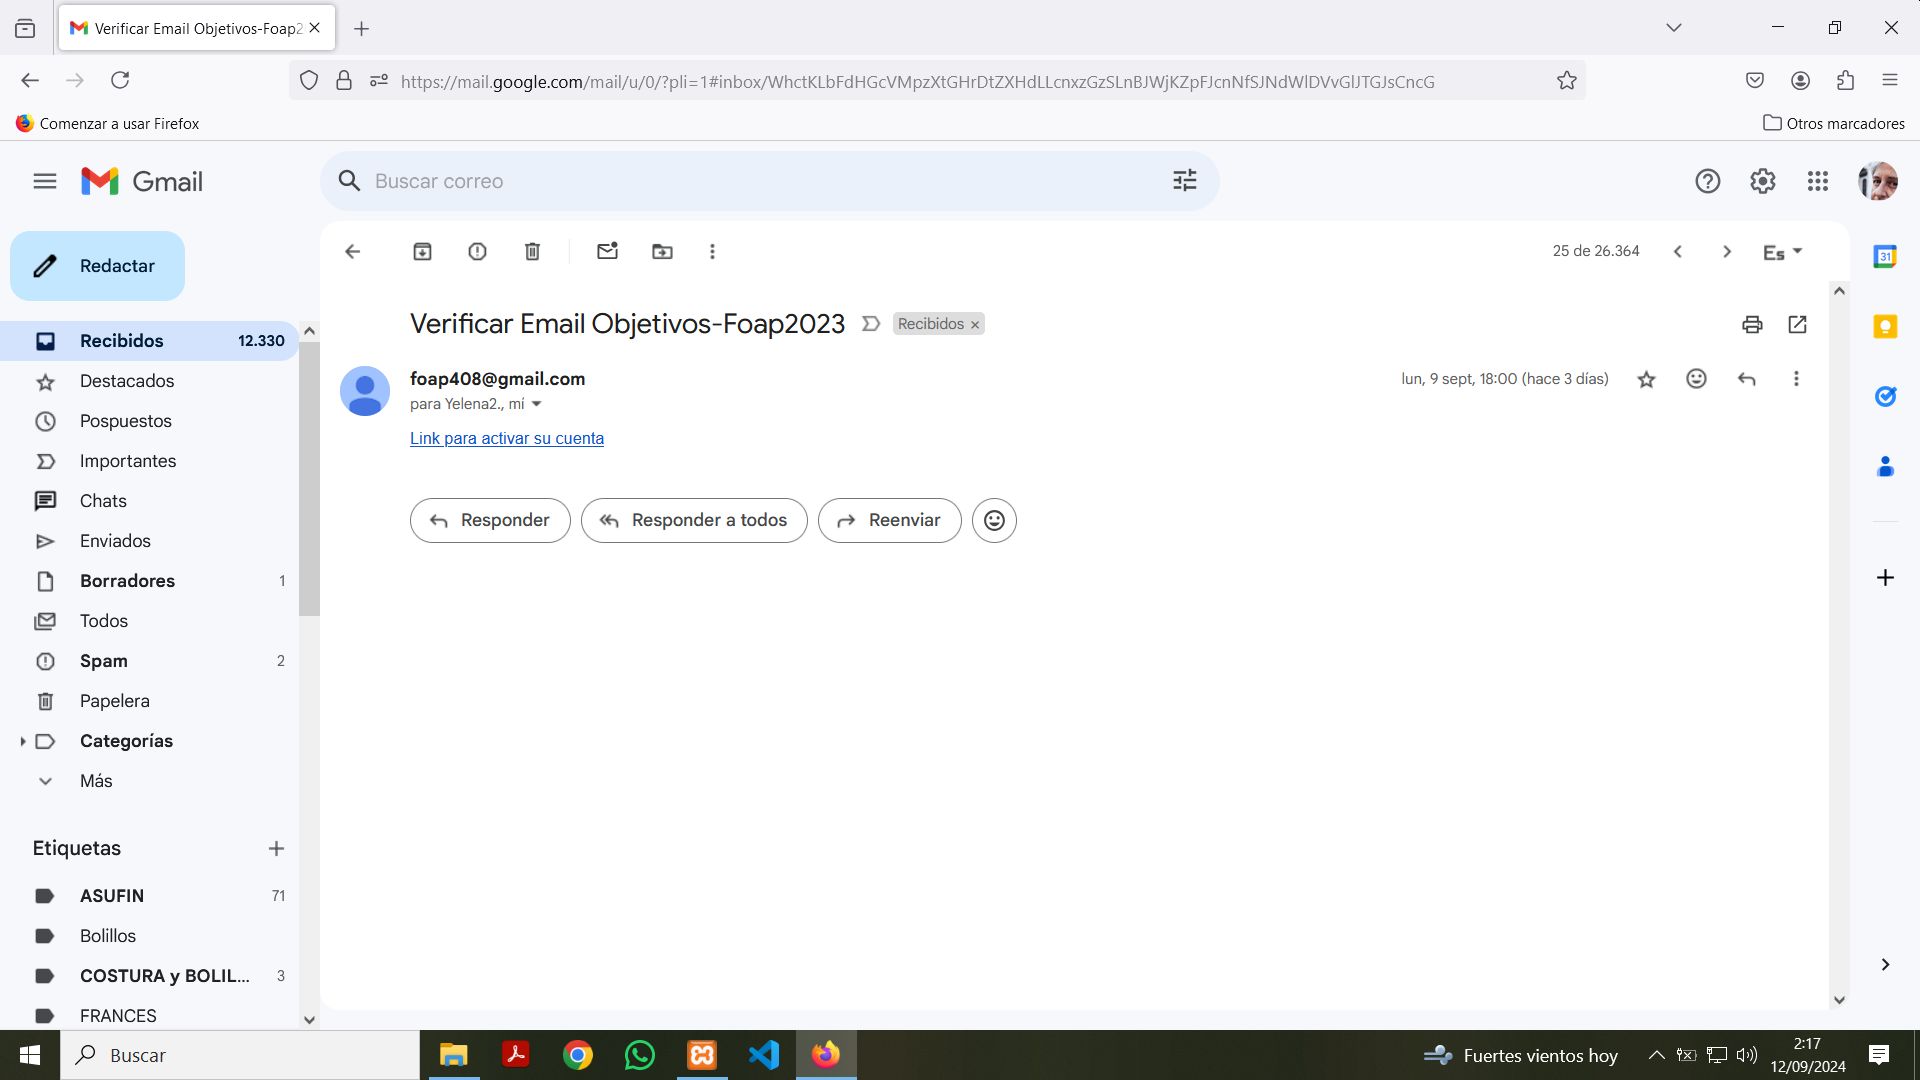 Verificar Email Objetivos-Foap2
https://mail.google.com/mail/u/0/?pli=1#inbox/WhctKLbFdHGcVMpzXtGHrDtZXHdLLcnxzGzSLnBJWjKZpFJcnNfSJNdWlDVvGlJTGJsCncG
Comenzar a usar Firefox
Otros marcadores
Gmail
Buscar correo
Redactar
25 de 26.364
Es
Verificar Email Objetivos-Foap2023
Recibidos ×
foap408@gmail.com
lun, 9 sept, 18:00 (hace 3 días)
para Yelena2., mí
Link para activar su cuenta
Responder
Responder a todos
Reenviar
Recibidos 12.330
Destacados
Pospuestos
Importantes
Chats
Enviados
Borradores 1
Todos
Spam 2
Papelera
Categorías
Más
Etiquetas
ASUFIN 71
Bolillos
COSTURA y BOLIL... 3
FRANCES
31
Buscar
Fuertes vientos hoy
2:17
12/09/2024